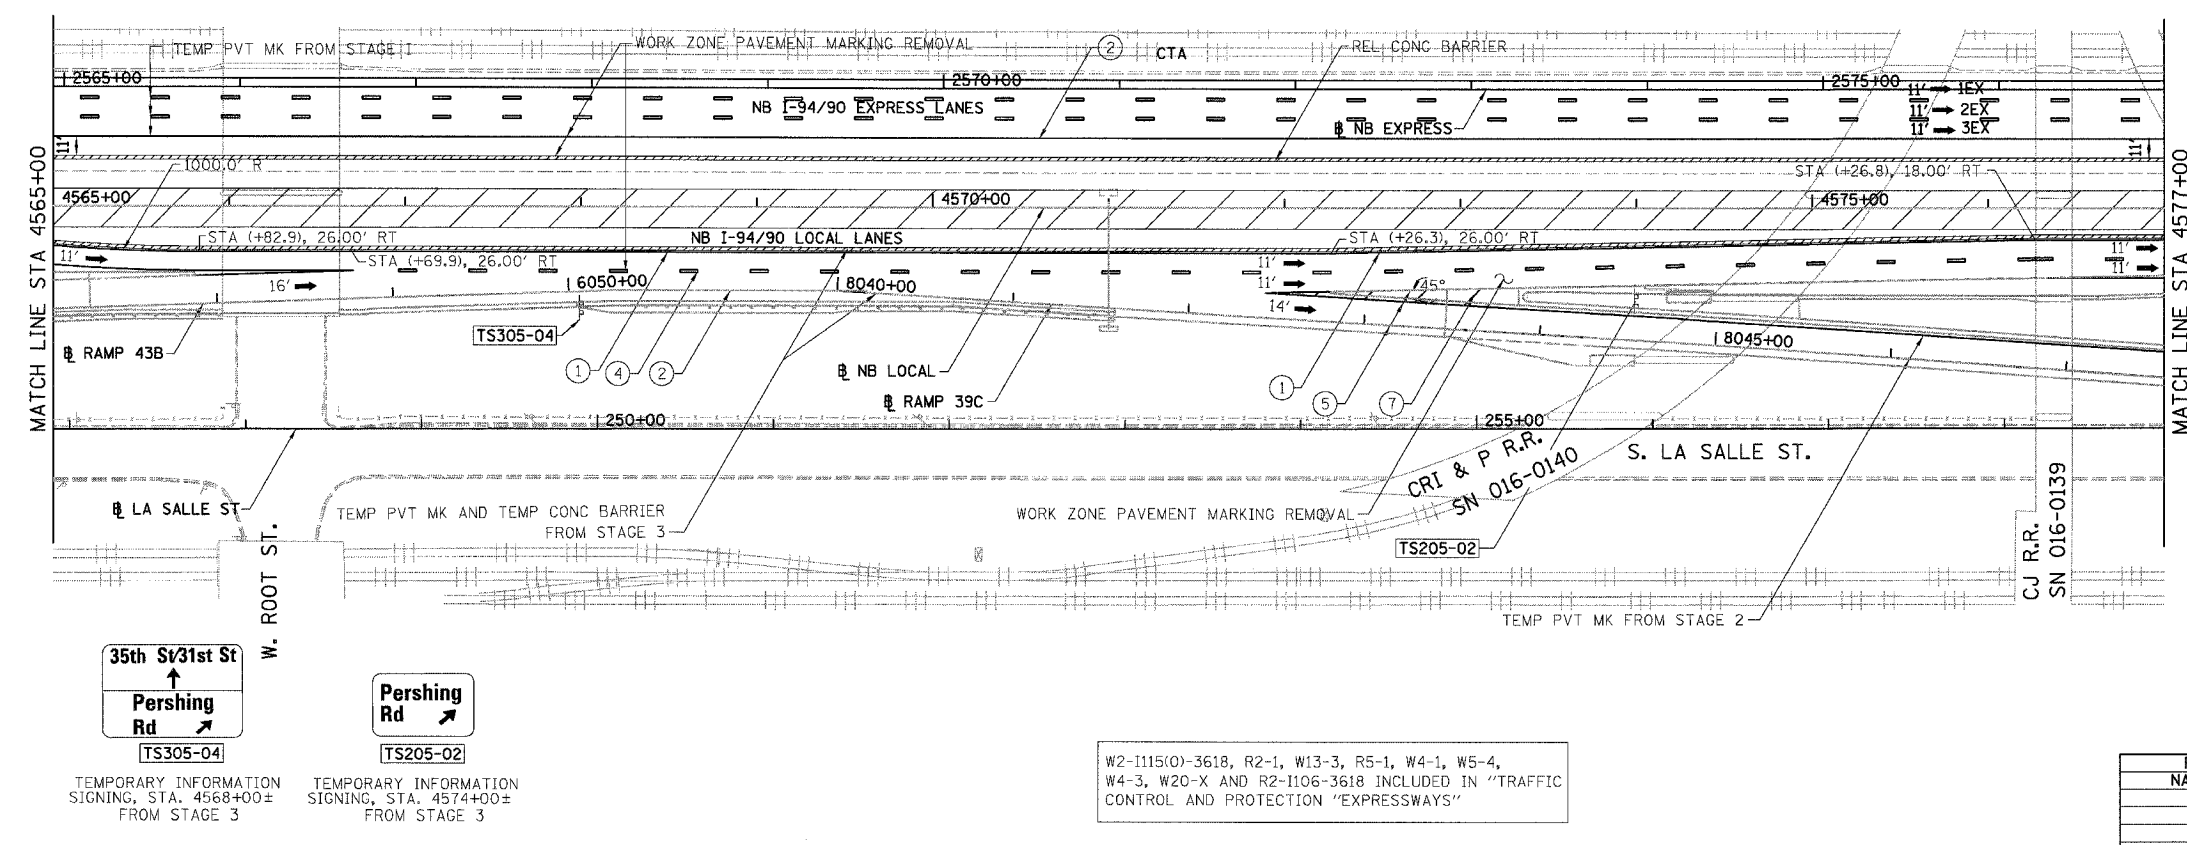 TEMP PVT MK FROM STAGE I
WORK ZONE PAVEMENT MARKING REMOVAL
2
CTA
REL CONC BARRIER
2565+00
2570+00
2575+00
NB I-94/90 EXPRESS LANES
11' 1EX
11' 2EX
11' 3EX
℄ NB EXPRESS
11'
11'
1000.0' R
STA (+26.8), 18.00' RT
4565+00
4570+00
4575+00
STA (+82.9), 26.00' RT
NB I-94/90 LOCAL LANES
STA (+26.3), 26.00' RT
STA (+69.9), 26.00' RT
11'
16'
11'
11'
14'
11'
11'
45°
6050+00
8040+00
8045+00
TS305-04
℄ RAMP 43B
1
4
2
℄ NB LOCAL
℄ RAMP 39C
1
5
7
250+00
255+00
S. LA SALLE ST.
CRI & P R.R.
SN 016-0140
℄ LA SALLE ST
TEMP PVT MK AND TEMP CONC BARRIER
FROM STAGE 3
WORK ZONE PAVEMENT MARKING REMOVAL
TS205-02
TEMP PVT MK FROM STAGE 2
W. ROOT ST.
CJ R.R.
SN 016-0139
MATCH LINE STA 4565+00
MATCH LINE STA 4577+00
35th St/31st St
Pershing
Rd
TS305-04
TEMPORARY INFORMATION
SIGNING, STA. 4568+00±
FROM STAGE 3
Pershing
Rd
TS205-02
TEMPORARY INFORMATION
SIGNING, STA. 4574+00±
FROM STAGE 3
W2-I115(O)-3618, R2-1, W13-3, R5-1, W4-1, W5-4,
W4-3, W20-X AND R2-I106-3618 INCLUDED IN "TRAFFIC
CONTROL AND PROTECTION "EXPRESSWAYS"